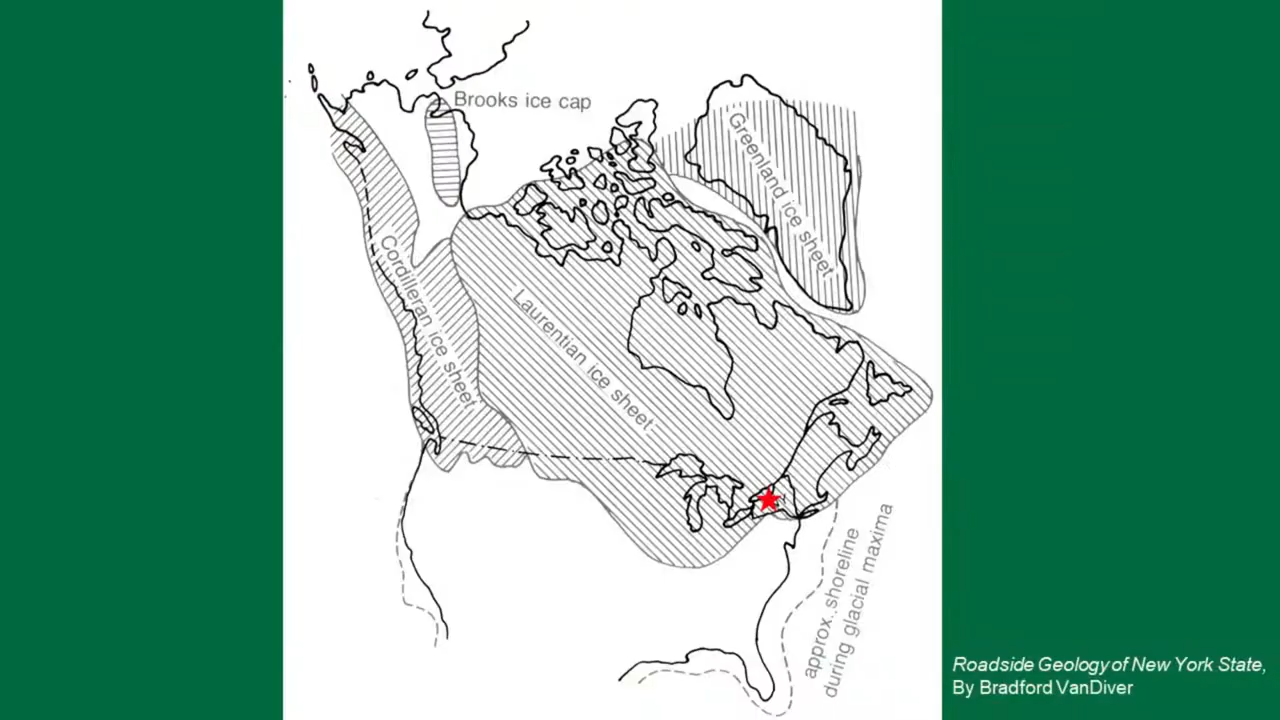 Brooks ice cap
Greenland ice sheet
Cordilleran ice sheet
Laurentian ice sheet
approx. shoreline
during glacial maxima
Roadside Geology of New York State,
By Bradford VanDiver